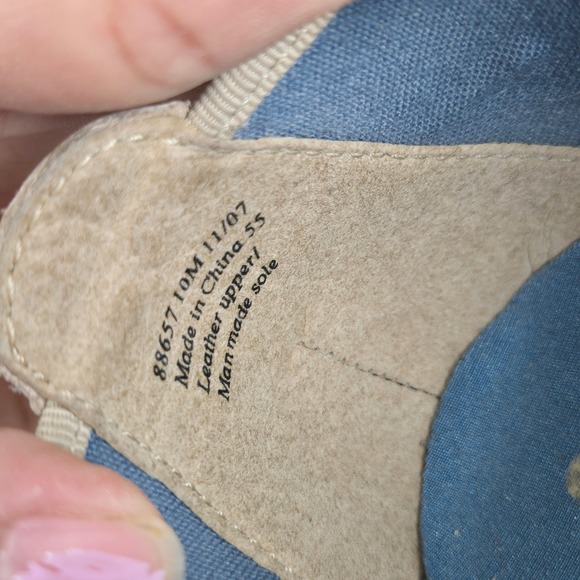 88657 10M 11/07
Made in China 55
Leather upper/
Man made sole